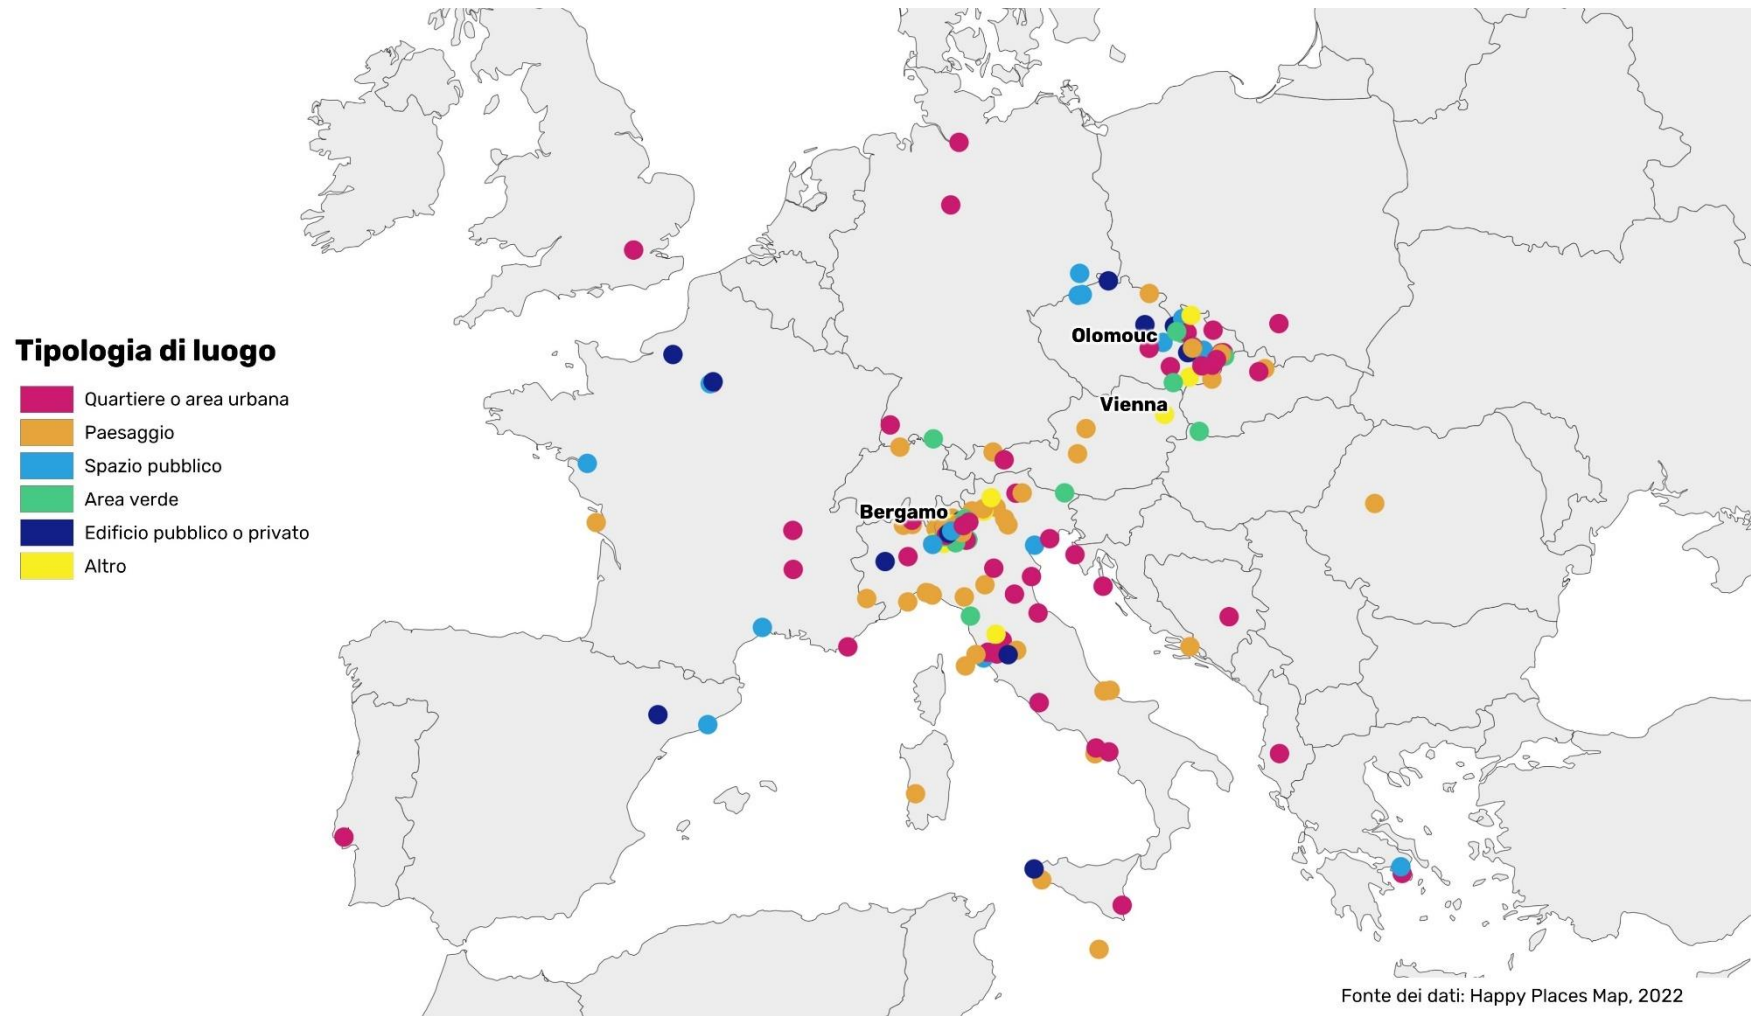 Tipologia di luogo
Quartiere o area urbana
Paesaggio
Spazio pubblico
Area verde
Edificio pubblico o privato
Altro
Olomouc
Vienna
Bergamo
Fonte dei dati: Happy Places Map, 2022